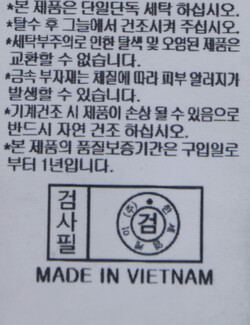 *본 제품은 단일단독 세탁 하십시오.
*탈수 후 그늘에서 건조시켜 주십시오.
*세탁부주의로 인한 탈색 및 오염된 제품은
교환할 수 없습니다.
*금속 부자재는 체질에 따라 피부 알러지가
발생할 수 있습니다.
*기계건조 시 제품이 손상 될 수 있음으로
반드시 자연 건조 하십시오.
*본 제품의 품질보증기간은 구입일로
부터 1년입니다.
검사필
검
MADE IN VIETNAM